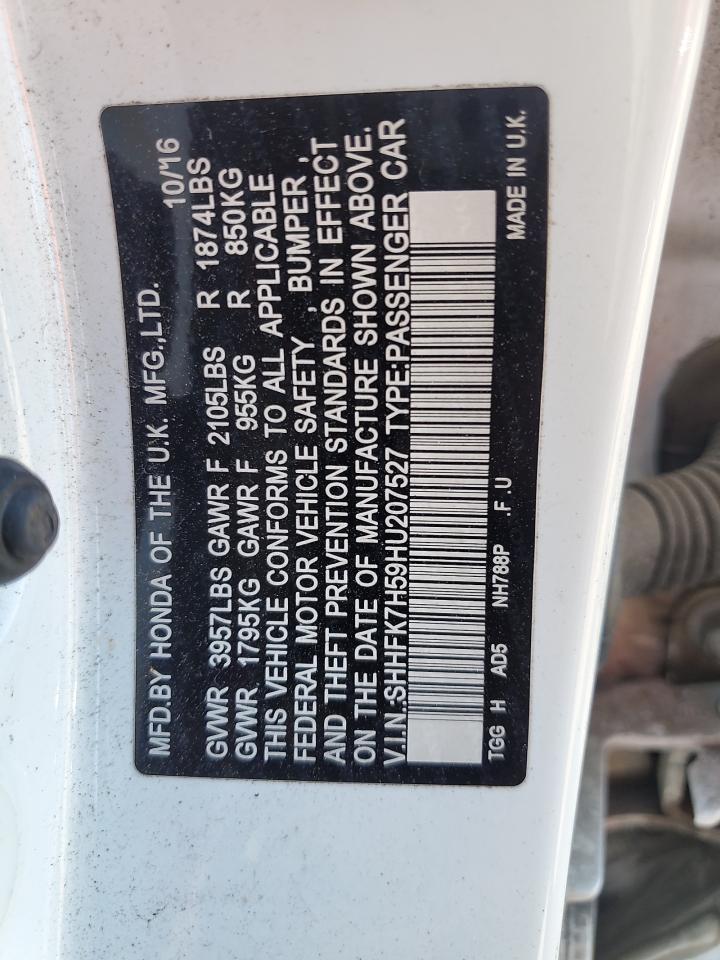 MFD.BY HONDA OF THE U.K. MFG.,LTD. 10/16
GVWR 3957LBS GAWR F 2105LBS R 1874LBS
GVWR 1795KG GAWR F 955KG R 850KG
THIS VEHICLE CONFORMS TO ALL APPLICABLE
FEDERAL MOTOR VEHICLE SAFETY , BUMPER ,
AND THEFT PREVENTION STANDARDS IN EFFECT
ON THE DATE OF MANUFACTURE SHOWN ABOVE.
V.I.N.:SHHFK7H59HU207527 TYPE:PASSENGER CAR
TGG H AD5 NH788P .F.U MADE IN U.K.